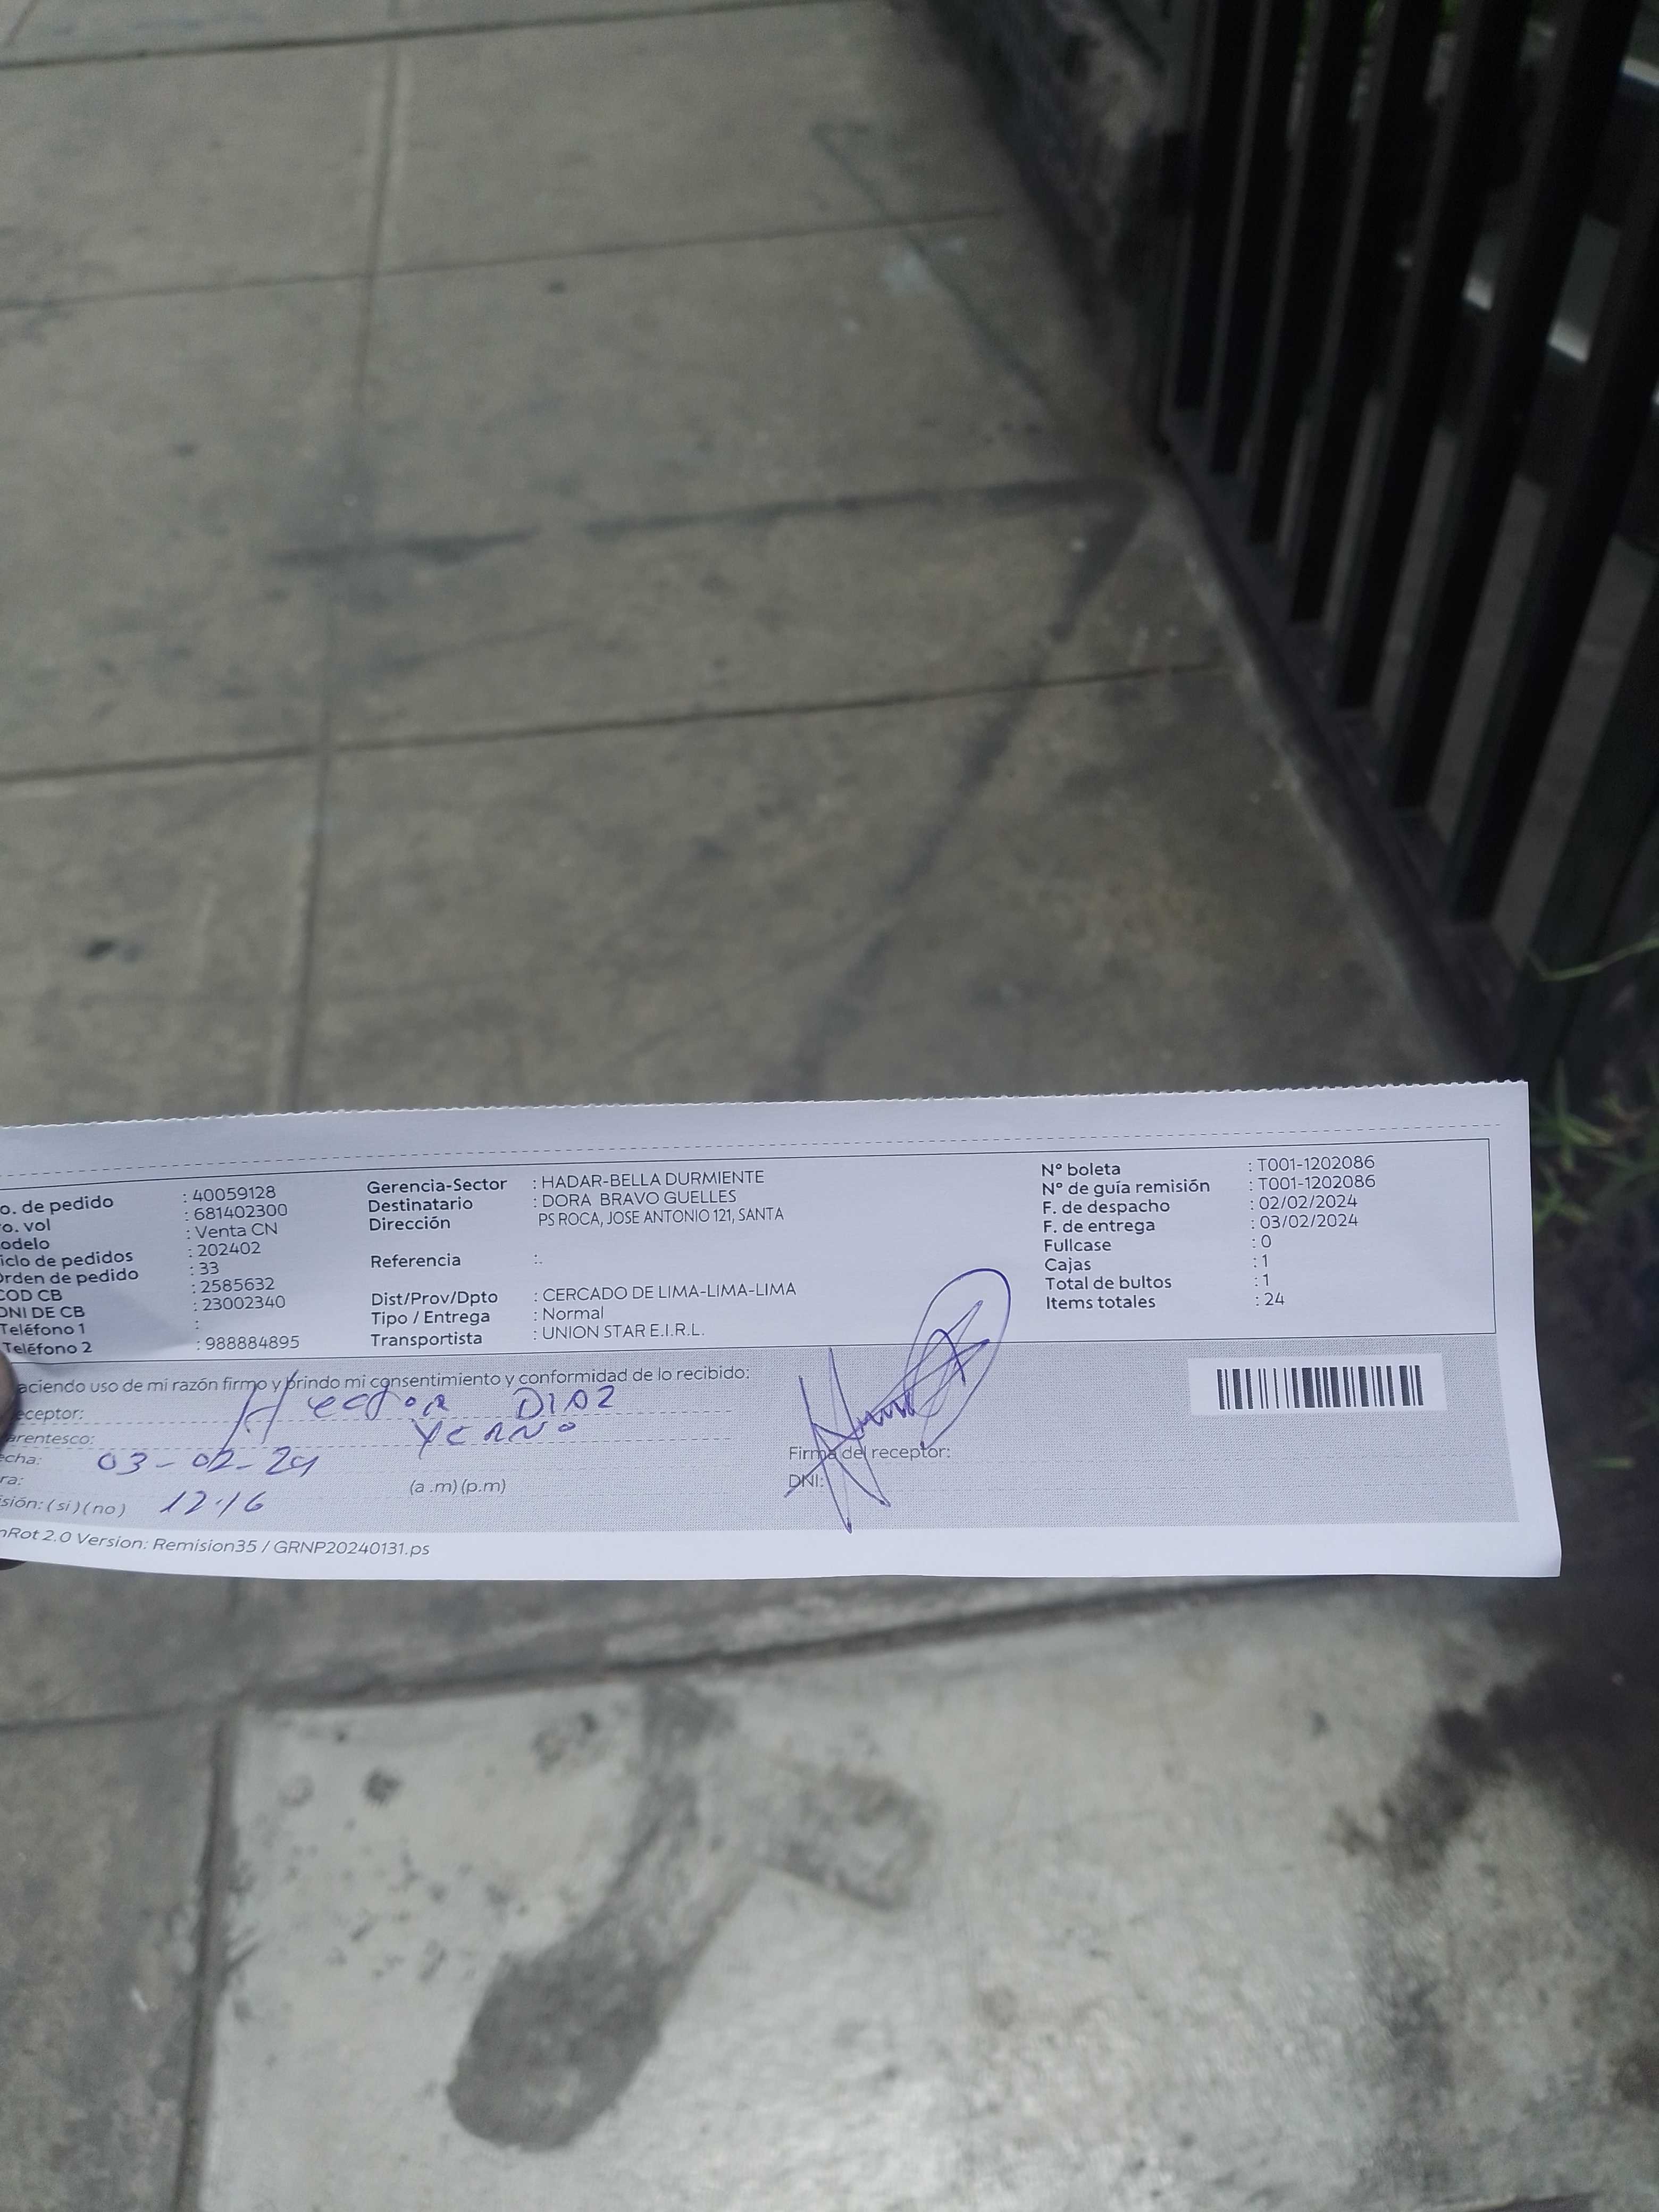 o. de pedido : 40059128
o. vol : 681402300
odelo : Venta CN
iclo de pedidos : 202402
Orden de pedido : 33
COD CB : 2585632
DNI DE CB : 23002340
Teléfono 1 :
Teléfono 2 : 988884895
Gerencia-Sector : HADAR-BELLA DURMIENTE
Destinatario : DORA BRAVO GUELLES
Dirección PS ROCA, JOSE ANTONIO 121, SANTA
Referencia :.
Dist/Prov/Dpto : CERCADO DE LIMA-LIMA-LIMA
Tipo / Entrega : Normal
Transportista : UNION STAR E.I.R.L.
N° boleta : T001-1202086
N° de guía remisión : T001-1202086
F. de despacho : 02/02/2024
F. de entrega : 03/02/2024
Fullcase : 0
Cajas : 1
Total de bultos : 1
Items totales : 24
aciendo uso de mi razón firmo y brindo mi consentimiento y conformidad de lo recibido:
eceptor: Hector DIAZ
arentesco: YERNO
echa: 03-02-24
ra: (a .m) (p.m)
isión: (si) (no) 12:16
Firma del receptor:
DNI:
nRot 2.0 Version: Remision35 / GRNP20240131.ps